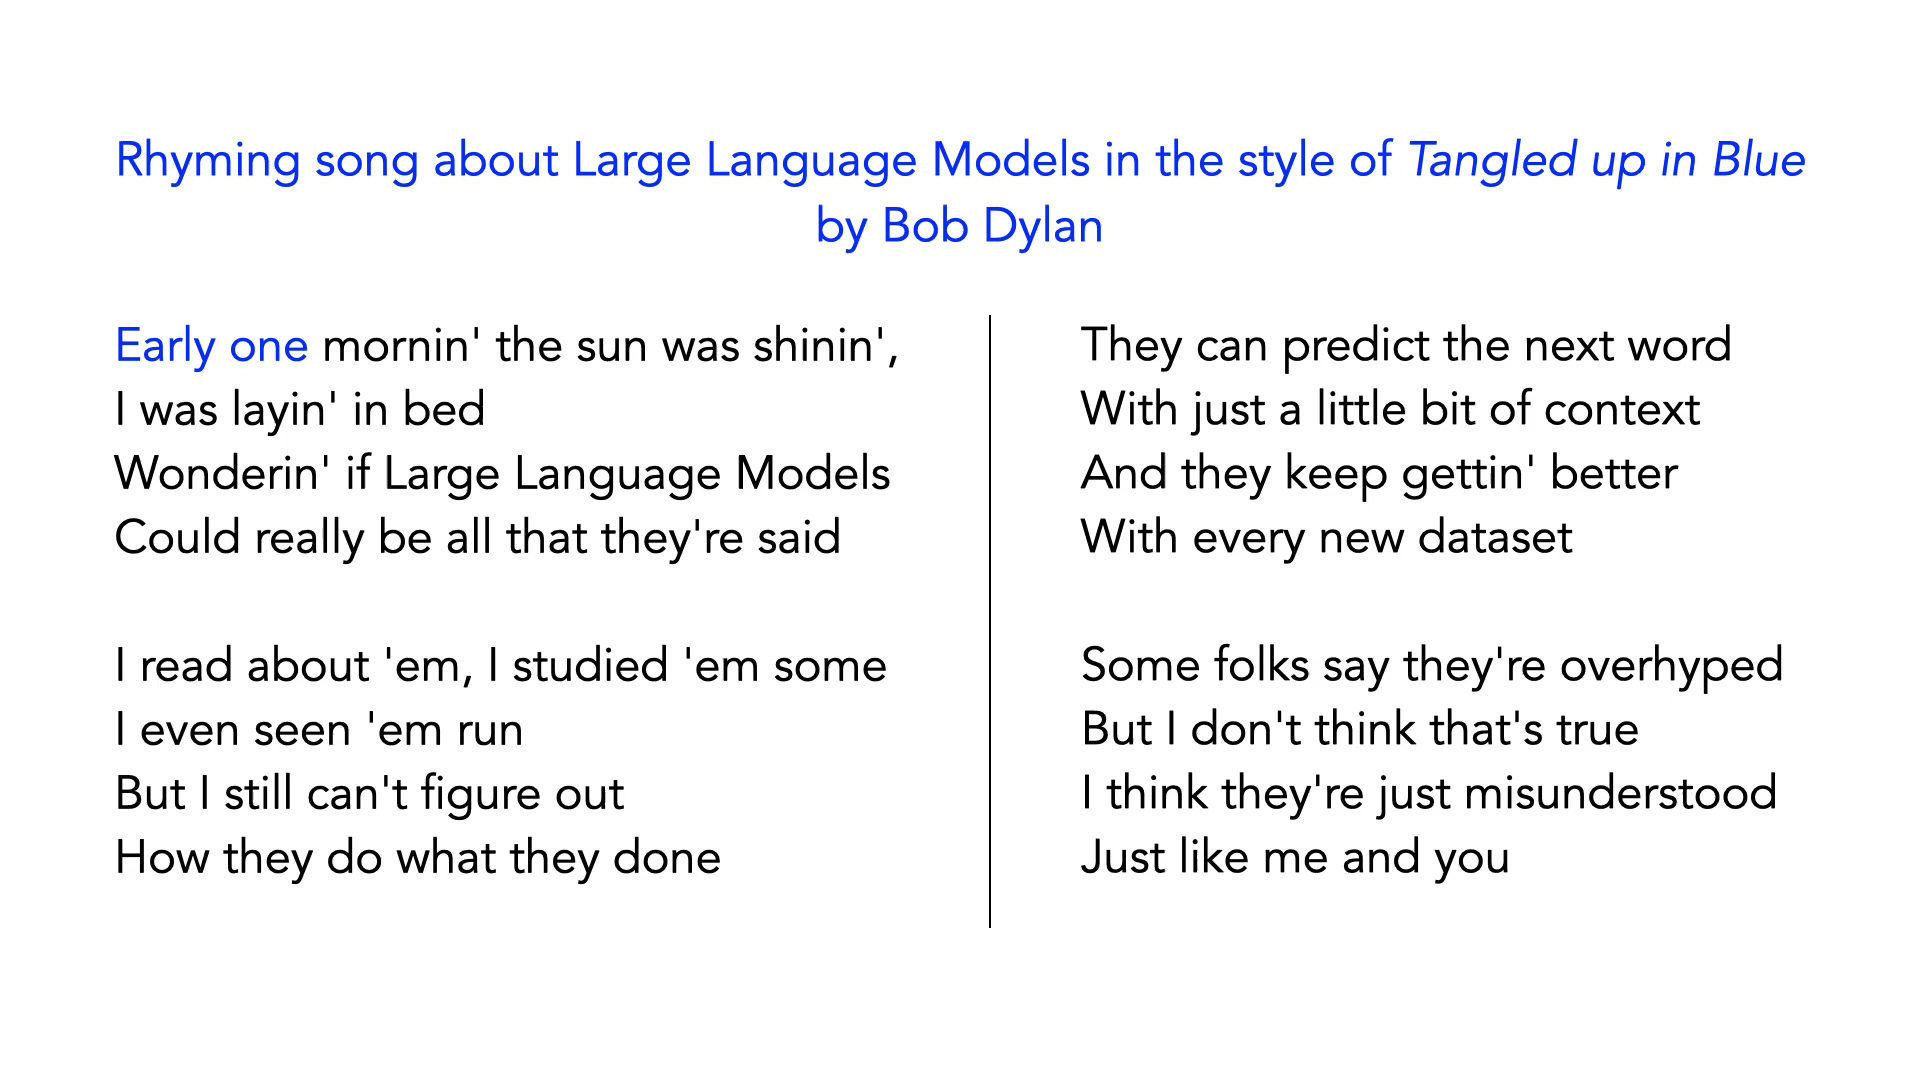 Rhyming song about Large Language Models in the style of Tangled up in Blue
by Bob Dylan
Early one mornin' the sun was shinin',
I was layin' in bed
Wonderin' if Large Language Models
Could really be all that they're said
I read about 'em, I studied 'em some
I even seen 'em run
But I still can't figure out
How they do what they done
They can predict the next word
With just a little bit of context
And they keep gettin' better
With every new dataset
Some folks say they're overhyped
But I don't think that's true
I think they're just misunderstood
Just like me and you